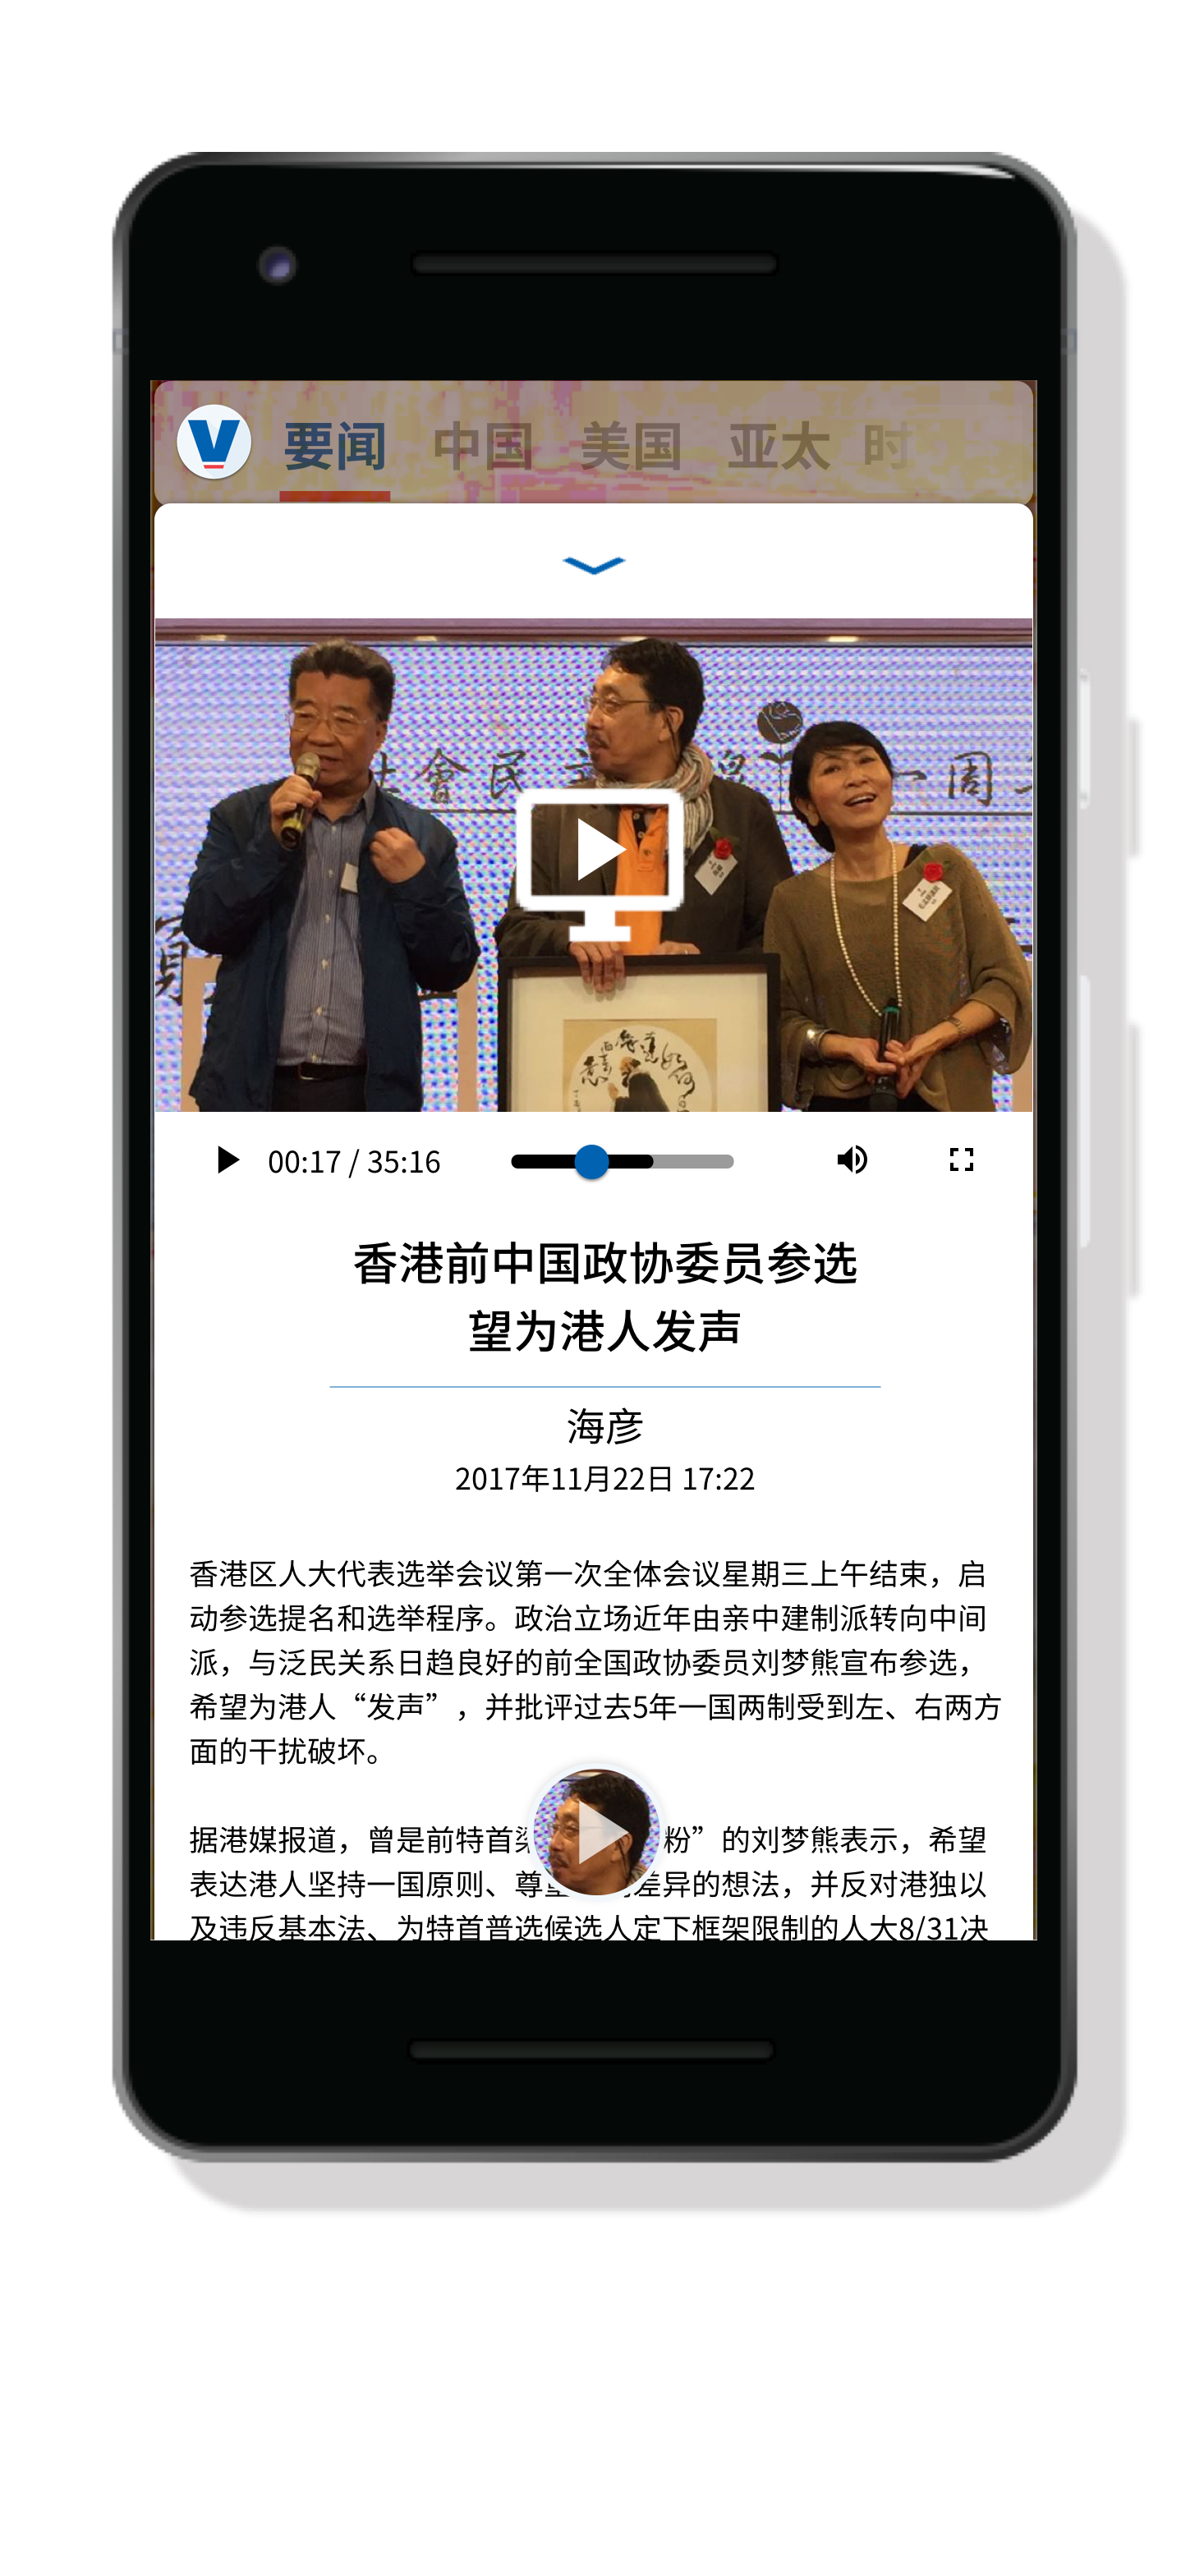 V
要闻 中国 美国 亚太 时
社會民主 一周
00:17 / 35:16
香港前中国政协委员参选
望为港人发声
海彦
2017年11月22日 17:22
香港区人大代表选举会议第一次全体会议星期三上午结束，启
动参选提名和选举程序。政治立场近年由亲中建制派转向中间
派，与泛民关系日趋良好的前全国政协委员刘梦熊宣布参选，
希望为港人“发声”，并批评过去5年一国两制受到左、右两方
面的干扰破坏。
据港媒报道，曾是前特首 粉”的刘梦熊表示，希望
表达港人坚持一国原则、尊 差异的想法，并反对港独以
及违反基本法、为特首普选候选人定下框架限制的人大8/31决